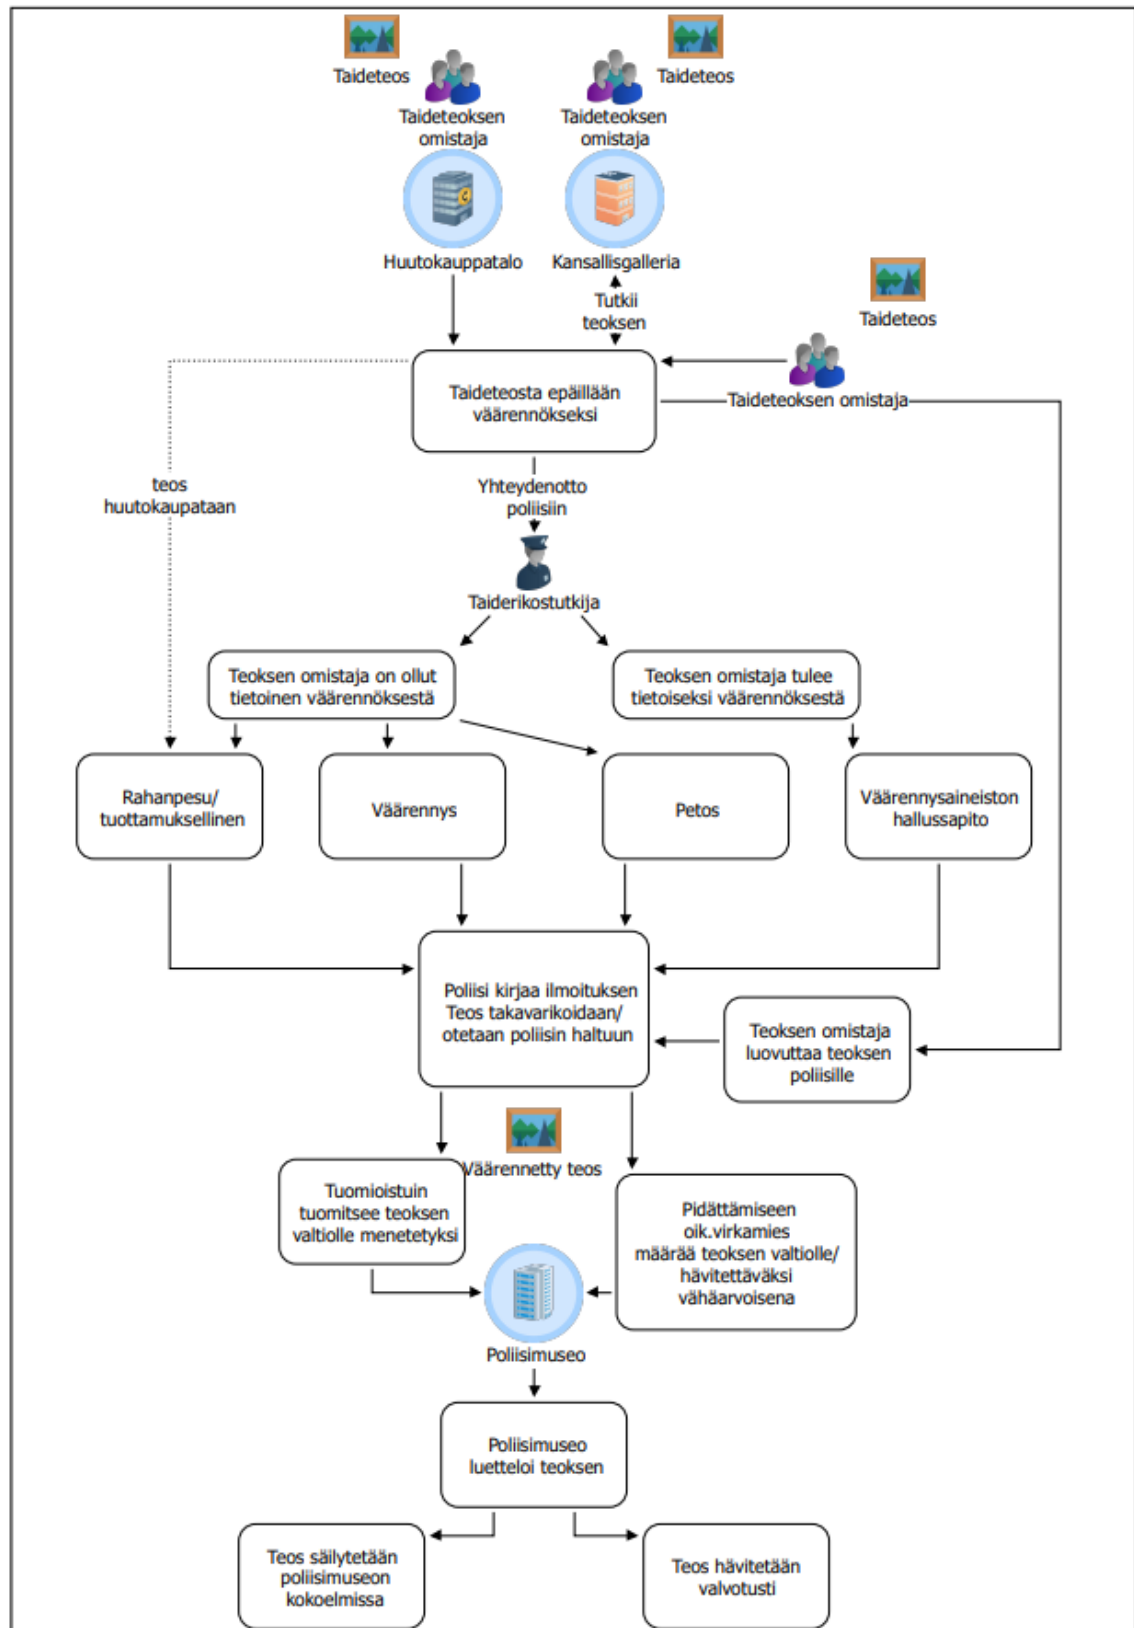 Taideteos
Taideteos
Taideteoksen
omistaja
Taideteoksen
omistaja
Huutokauppatalo
Kansallisgalleria
Tutkii
teoksen
Taideteos
Taideteosta epäillään
väärennökseksi
Taideteoksen omistaja
teos
huutokaupataan
Yhteydenotto
poliisiin
Taiderikostutkija
Teoksen omistaja on ollut
tietoinen väärennöksestä
Teoksen omistaja tulee
tietoiseksi väärennöksestä
Rahanpesu/
tuottamuksellinen
Väärennys
Petos
Väärennysaineiston
hallussapito
Poliisi kirjaa ilmoituksen
Teos takavarikoidaan/
otetaan poliisin haltuun
Teoksen omistaja
luovuttaa teoksen
poliisille
Väärennetty teos
Tuomioistuin
tuomitsee teoksen
valtiolle menetetyksi
Pidättämiseen
oik.virkamies
määrää teoksen valtiolle/
hävitettäväksi
vähäarvoisena
Poliisimuseo
Poliisimuseo
luetteloi teoksen
Teos säilytetään
poliisimuseon
kokoelmissa
Teos hävitetään
valvotusti